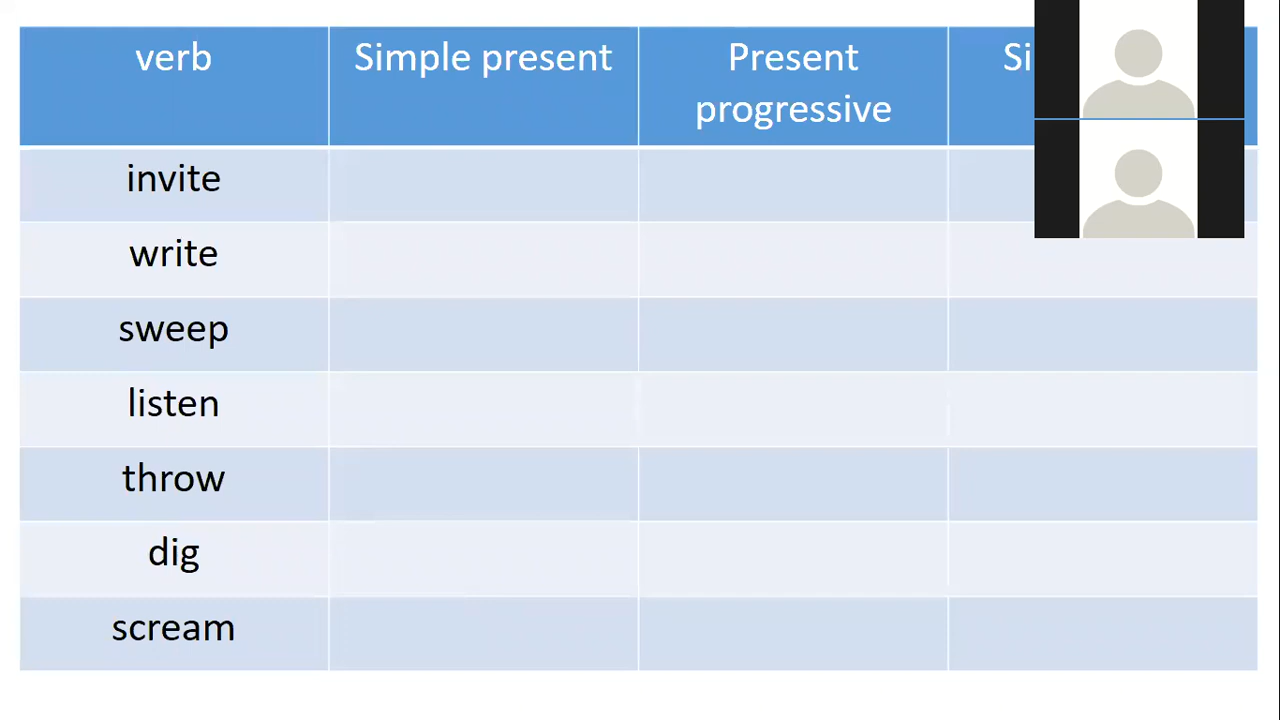 verb
Simple present
Present
progressive
invite
write
sweep
listen
throw
dig
scream